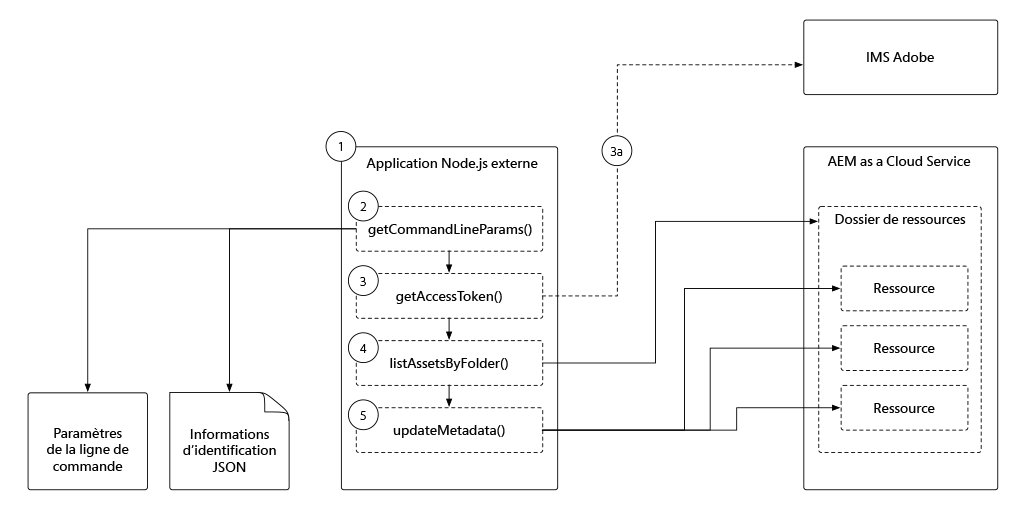 IMS Adobe
3a
1
Application Node.js externe
2
getCommandLineParams()
3
getAccessToken()
4
listAssetsByFolder()
5
updateMetadata()
AEM as a Cloud Service
Dossier de ressources
Ressource
Ressource
Ressource
Paramètres
de la ligne de
commande
Informations
d'identification
JSON